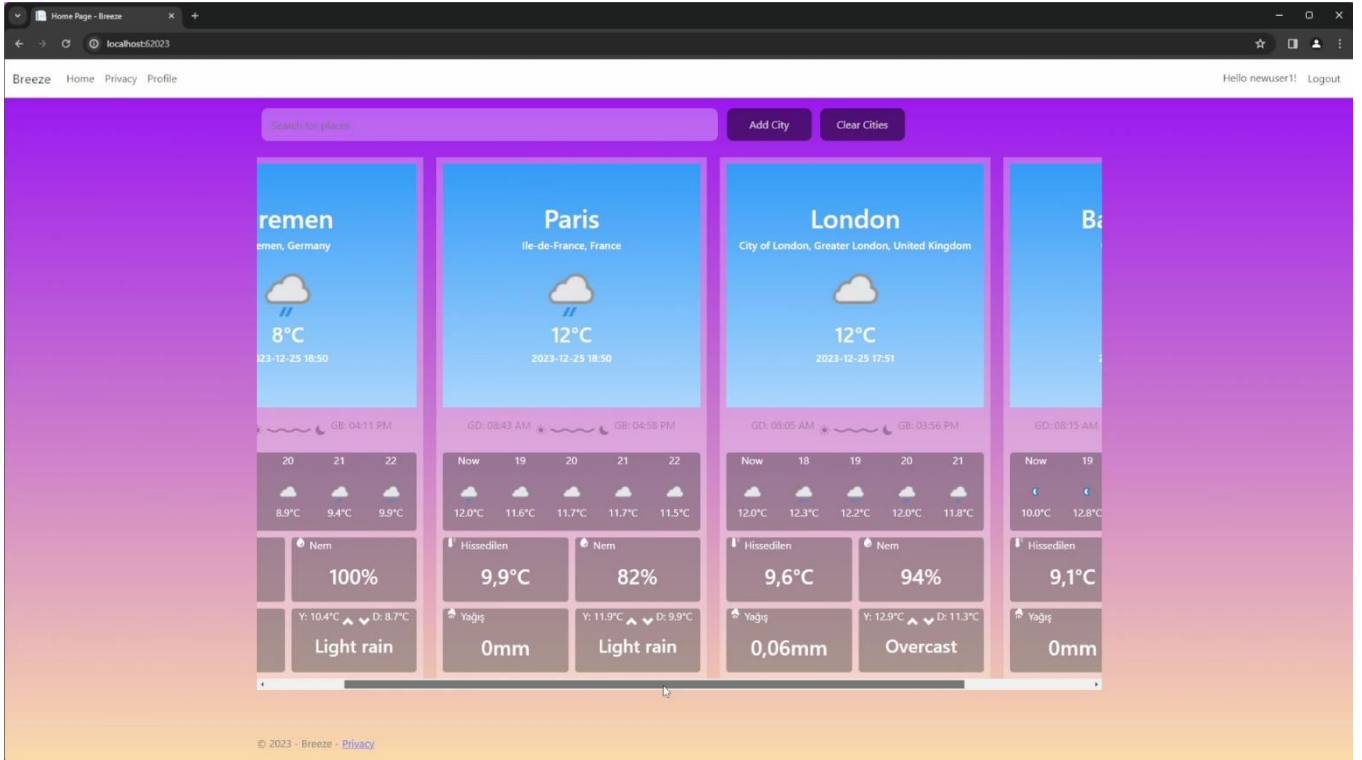 Home Page - Breeze
localhost:62023
Breeze Home Privacy Profile Hello newuser1! Logout
Search for places Add City Clear Cities
remen
emen, Germany
8°C
023-12-25 18:50
GB: 04:11 PM
20 21 22
8.9°C 9.4°C 9.9°C
Nem
100%
Y: 10.4°C D: 8.7°C
Light rain
Paris
Ile-de-France, France
12°C
2023-12-25 18:50
GD: 08:43 AM GB: 04:58 PM
Now 19 20 21 22
12.0°C 11.6°C 11.7°C 11.7°C 11.5°C
Hissedilen Nem
9,9°C 82%
Yağış Y: 11.9°C D: 9.9°C
0mm Light rain
London
City of London, Greater London, United Kingdom
12°C
2023-12-25 17:51
GD: 08:05 AM GB: 03:56 PM
Now 18 19 20 21
12.0°C 12.3°C 12.2°C 12.0°C 11.8°C
Hissedilen Nem
9,6°C 94%
Yağış Y: 12.9°C D: 11.3°C
0,06mm Overcast
Ba
GD: 08:15 AM
Now 19
10.0°C 12.8°C
Hissedilen
9,1°C
Yağış
0mm
© 2023 - Breeze - Privacy